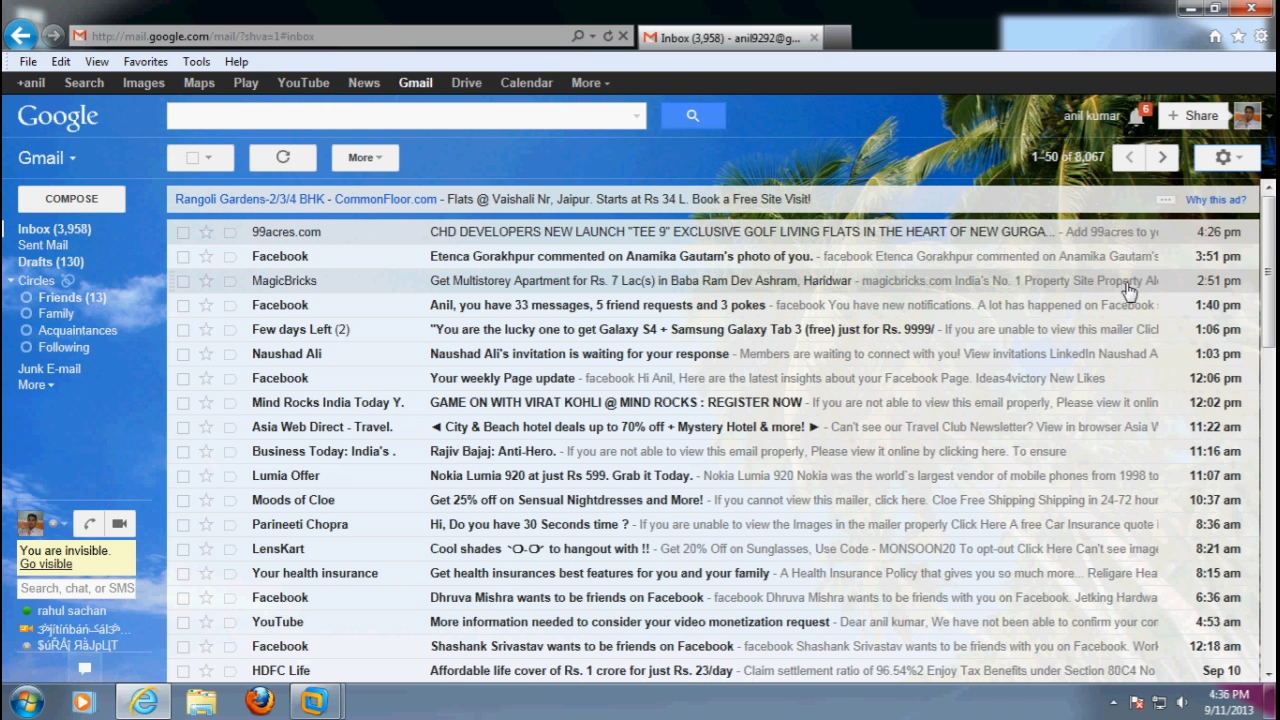 http://mail.google.com/mail/?shva=1#inbox
Inbox (3,958) - anil9292@g...
File Edit View Favorites Tools Help
+anil Search Images Maps Play YouTube News Gmail Drive Calendar More
Google
anil kumar 6 + Share
Gmail More 1–50 of 8,067
COMPOSE
Rangoli Gardens-2/3/4 BHK - CommonFloor.com - Flats @ Vaishali Nr, Jaipur. Starts at Rs 34 L. Book a Free Site Visit! Why this ad?
Inbox (3,958)
Sent Mail
Drafts (130)
Circles
Friends (13)
Family
Acquaintances
Following
Junk E-mail
More
99acres.com CHD DEVELOPERS NEW LAUNCH "TEE 9" EXCLUSIVE GOLF LIVING FLATS IN THE HEART OF NEW GURGA... - Add 99acres to yo 4:26 pm
Facebook Etenca Gorakhpur commented on Anamika Gautam's photo of you. - facebook Etenca Gorakhpur commented on Anamika Gautam's 3:51 pm
MagicBricks Get Multistorey Apartment for Rs. 7 Lac(s) in Baba Ram Dev Ashram, Haridwar - magicbricks.com India's No. 1 Property Site Property Al 2:51 pm
Facebook Anil, you have 33 messages, 5 friend requests and 3 pokes - facebook You have new notifications. A lot has happened on Facebook 1:40 pm
Few days Left (2) "You are the lucky one to get Galaxy S4 + Samsung Galaxy Tab 3 (free) just for Rs. 9999/ - If you are unable to view this mailer Clic 1:06 pm
Naushad Ali Naushad Ali's invitation is waiting for your response - Members are waiting to connect with you! View invitations LinkedIn Naushad A 1:03 pm
Facebook Your weekly Page update - facebook Hi Anil, Here are the latest insights about your Facebook Page. Ideas4victory New Likes 12:06 pm
Mind Rocks India Today Y. GAME ON WITH VIRAT KOHLI @ MIND ROCKS : REGISTER NOW - If you are not able to view this email properly, Please view it onlin 12:02 pm
Asia Web Direct - Travel. ◄ City & Beach hotel deals up to 70% off + Mystery Hotel & more! ► - Can't see our Travel Club Newsletter? View in browser Asia W 11:22 am
Business Today: India's . Rajiv Bajaj: Anti-Hero. - If you are not able to view this email properly, Please view it online by clicking here. To ensure 11:16 am
Lumia Offer Nokia Lumia 920 at just Rs 599. Grab it Today. - Nokia Lumia 920 Nokia was the world`s largest vendor of mobile phones from 1998 to 11:07 am
Moods of Cloe Get 25% off on Sensual Nightdresses and More! - If you cannot view this mailer, click here. Cloe Free Shipping Shipping in 24-72 hour 10:37 am
Parineeti Chopra Hi, Do you have 30 Seconds time ? - If you are unable to view the Images in the mailer properly Click Here A free Car Insurance quote 8:36 am
LensKart Cool shades to hangout with !! - Get 20% Off on Sunglasses, Use Code - MONSOON20 To opt-out Click Here Can't see image 8:21 am
Your health insurance Get health insurances best features for you and your family - A Health Insurance Policy that gives you so much more... Religare Hea 8:15 am
Facebook Dhruva Mishra wants to be friends on Facebook - facebook Dhruva Mishra wants to be friends with you on Facebook. Jetking Hardwa 6:36 am
YouTube More information needed to consider your video monetization request - Dear anil kumar, We have not been able to confirm your con 4:53 am
Facebook Shashank Srivastav wants to be friends on Facebook - facebook Shashank Srivastav wants to be friends with you on Facebook. Work 12:18 am
HDFC Life Affordable life cover of Rs. 1 crore for just Rs. 23/day - Claim settlement ratio of 96.54%2 Enjoy Tax Benefits under Section 80C4 No Sep 10
You are invisible.
Go visible
Search, chat, or SMS
rahul sachan
4:36 PM
9/11/2013